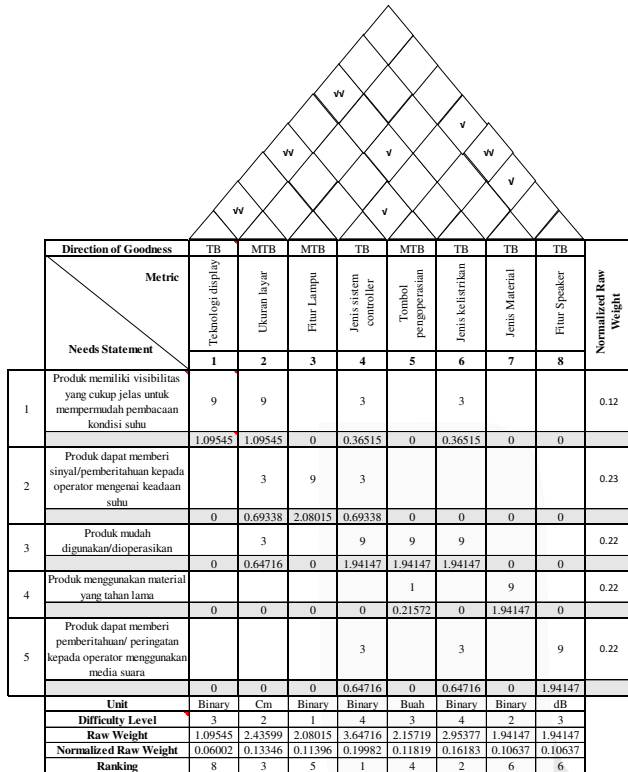 √√
√
√√
√
√√
√
√√
√
Direction of Goodness TB MTB MTB TB MTB TB TB TB
Metric
Needs Statement
Teknologi display
Ukuran layar
Fitur Lampu
Jenis sistem
controller
Tombol
pengoperasian
Jenis kelistrikan
Jenis Material
Fitur Speaker
Normalized Raw
Weight
1 2 3 4 5 6 7 8
1
Produk memiliki visibilitas
yang cukup jelas untuk
mempermudah pembacaan
kondisi suhu
9 9 3 3 0.12
1.09545 1.09545 0 0.36515 0 0.36515 0 0
2
Produk dapat memberi
sinyal/pemberitahuan kepada
operator mengenai keadaan
suhu
3 9 3 0.23
0 0.69338 2.08015 0.69338 0 0 0 0
3
Produk mudah
digunakan/dioperasikan
3 9 9 9 0.22
0 0.64716 0 1.94147 1.94147 1.94147 0 0
4
Produk menggunakan material
yang tahan lama
1 9 0.22
0 0 0 0 0.21572 0 1.94147 0
5
Produk dapat memberi
pemberitahuan/ peringatan
kepada operator menggunakan
media suara
3 3 9 0.22
0 0 0 0.64716 0 0.64716 0 1.94147
Unit Binary Cm Binary Binary Buah Binary Binary dB
Difficulty Level 3 2 1 4 3 4 2 3
Raw Weight 1.09545 2.43599 2.08015 3.64716 2.15719 2.95377 1.94147 1.94147
Normalized Raw Weight 0.06002 0.13346 0.11396 0.19982 0.11819 0.16183 0.10637 0.10637
Ranking 8 3 5 1 4 2 6 6